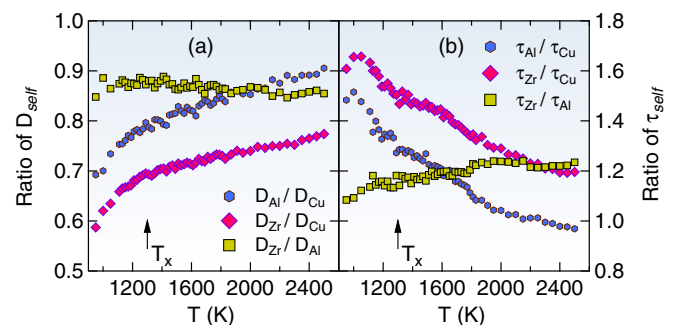 (a)
(b)
Ratio of D_self
1.0
0.9
0.8
0.7
0.6
0.5
D_Al / D_Cu
D_Zr / D_Cu
D_Zr / D_Al
T_x
1200 1600 2000 2400
T (K)
τ_Al / τ_Cu
τ_Zr / τ_Cu
τ_Zr / τ_Al
T_x
1200 1600 2000 2400
T (K)
1.8
1.6
1.4
1.2
1.0
0.8
Ratio of τ_self